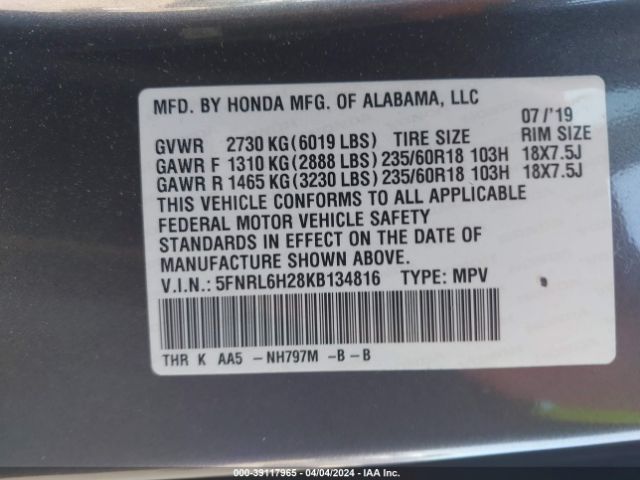 MFD. BY HONDA MFG. OF ALABAMA, LLC
07 /'19
GVWR 2730 KG(6019 LBS) TIRE SIZE RIM SIZE
GAWR F 1310 KG(2888 LBS)235/60R18 103H 18X7.5J
GAWR R 1465 KG(3230 LBS)235/60R18 103H 18X7.5J
THIS VEHICLE CONFORMS TO ALL APPLICABLE
FEDERAL MOTOR VEHICLE SAFETY
STANDARDS IN EFFECT ON THE DATE OF
MANUFACTURE SHOWN ABOVE.
V.I.N.: 5FNRL6H28KB134816 TYPE: MPV
THR K AA5 -NH797M -B -B
000-39117965 - 04/04/2024 - IAA Inc.